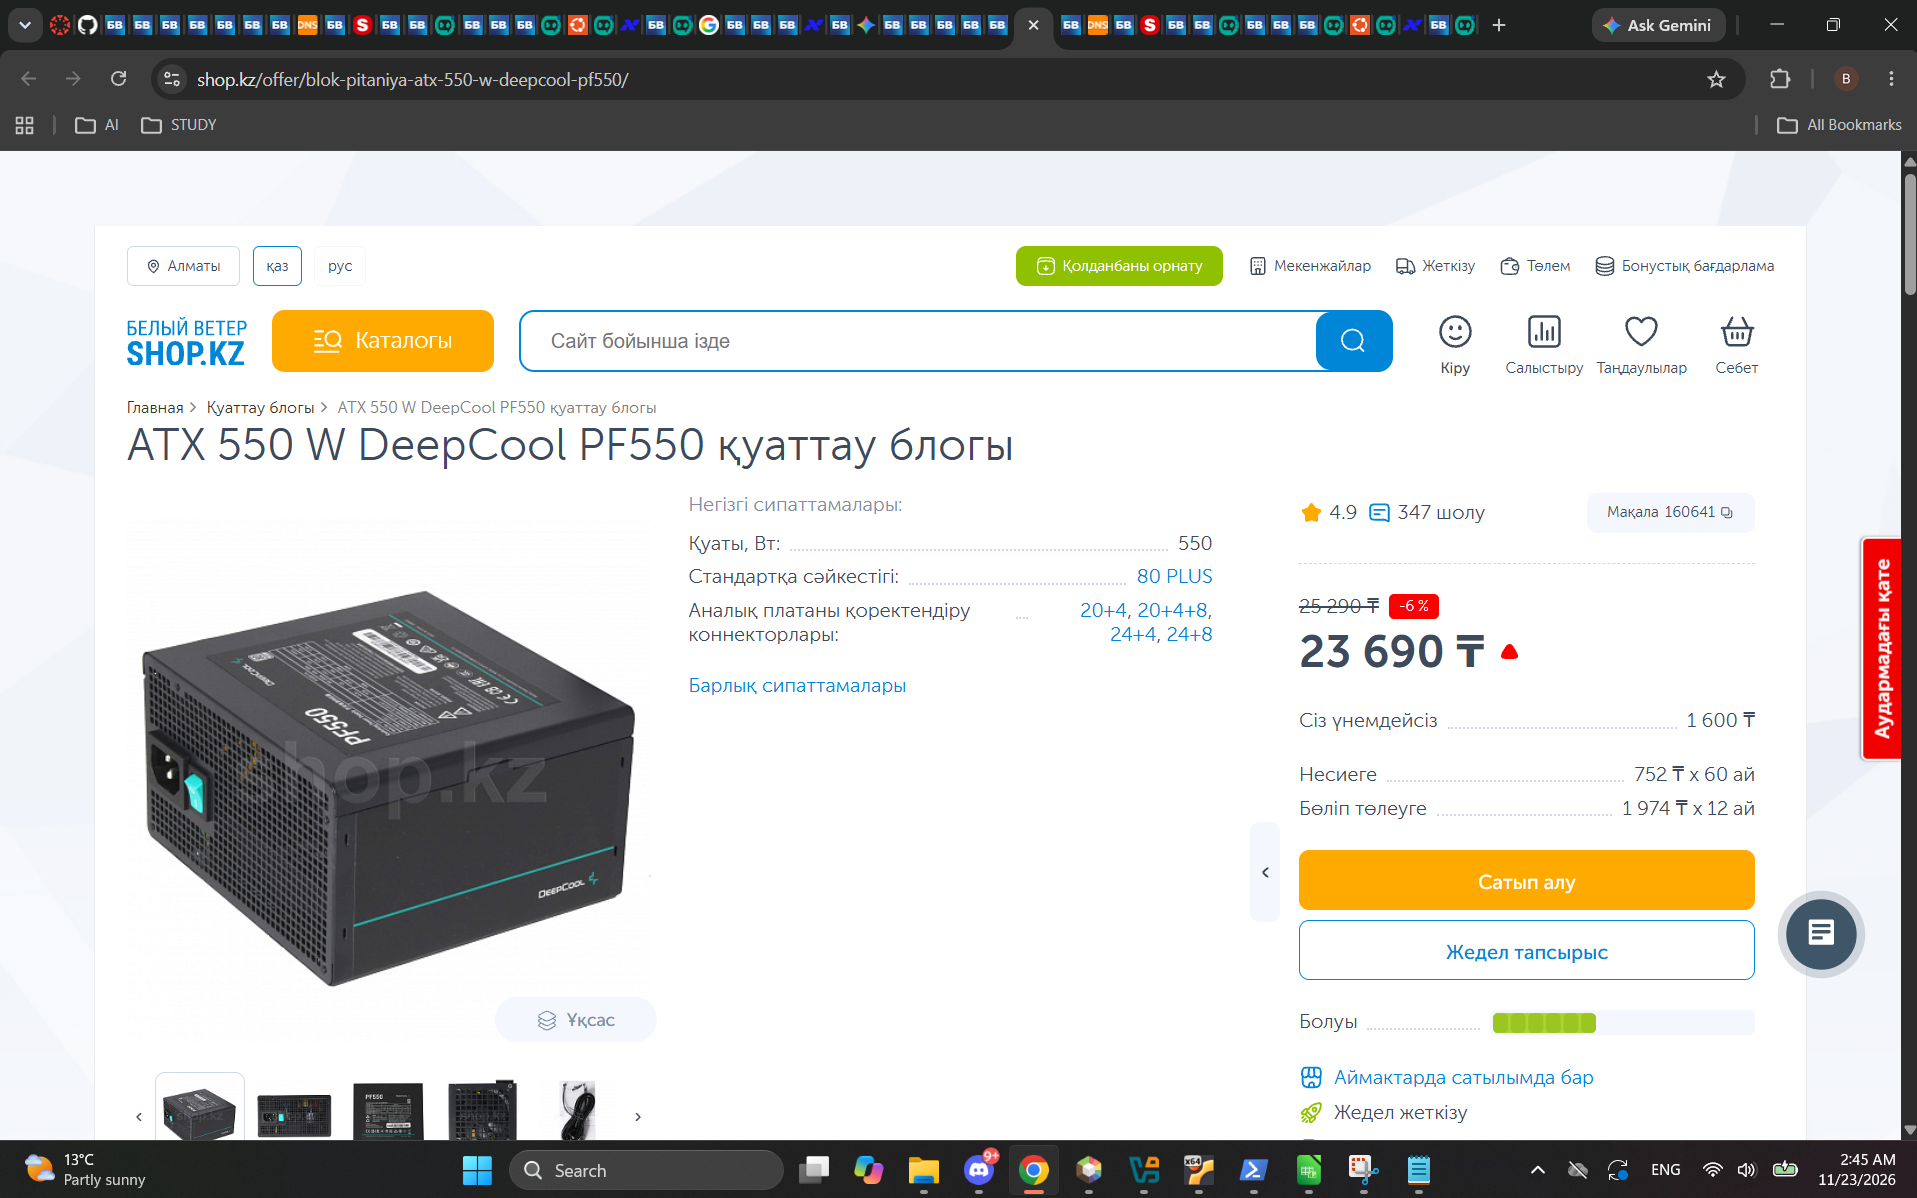 Ask Gemini
shop.kz/offer/blok-pitaniya-atx-550-w-deepcool-pf550/
B
AI
STUDY
All Bookmarks
Алматы
қаз
рус
Қолданбаны орнату
Мекенжайлар
Жеткізу
Төлем
Бонустық бағдарлама
БЕЛЫЙ ВЕТЕР
SHOP.KZ
Каталогы
Сайт бойынша ізде
Кіру
Салыстыру
Таңдаулылар
Себет
Главная > Қуаттау блогы > ATX 550 W DeepCool PF550 қуаттау блогы
ATX 550 W DeepCool PF550 қуаттау блогы
Негізгі сипаттамалары:
Қуаты, Вт: 550
Стандартқа сәйкестігі: 80 PLUS
Аналық платаны қоректендіру коннекторлары: 20+4, 20+4+8, 24+4, 24+8
Барлық сипаттамалары
4.9
347 шолу
Мақала 160641
25 290 ₸
-6 %
23 690 ₸
Сіз үнемдейсіз 1 600 ₸
Несиеге 752 ₸ x 60 ай
Бөліп төлеуге 1 974 ₸ x 12 ай
Сатып алу
Жедел тапсырыс
Болуы
Аймактарда сатылымда бар
Жедел жеткізу
Аудармадағы қате
PF550
DEEPCOOL
shop.kz
Ұқсас
PF550
13°C
Partly sunny
Search
9+
X64
ENG
2:45 AM
11/23/2026